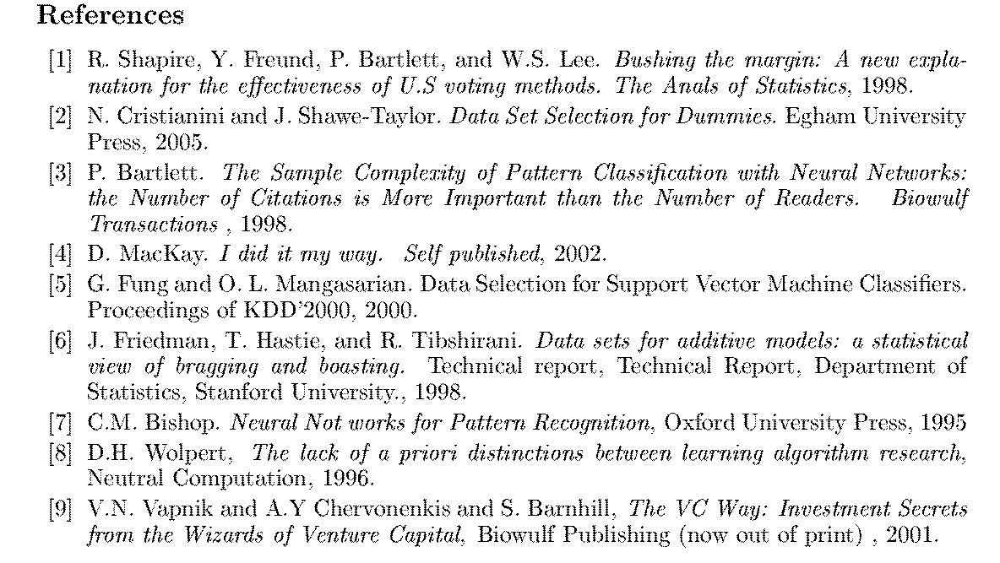 References
[1] R. Shapire, Y. Freund, P. Bartlett, and W.S. Lee. Bushing the margin: A new expla-
nation for the effectiveness of U.S voting methods. The Anals of Statistics, 1998.
[2] N. Cristianini and J. Shawe-Taylor. Data Set Selection for Dummies. Egham University
Press, 2005.
[3] P. Bartlett. The Sample Complexity of Pattern Classification with Neural Networks:
the Number of Citations is More Important than the Number of Readers. Biowulf
Transactions , 1998.
[4] D. MacKay. I did it my way. Self published, 2002.
[5] G. Fung and O. L. Mangasarian. Data Selection for Support Vector Machine Classifiers.
Proceedings of KDD'2000, 2000.
[6] J. Friedman, T. Hastie, and R. Tibshirani. Data sets for additive models: a statistical
view of bragging and boasting. Technical report, Technical Report, Department of
Statistics, Stanford University., 1998.
[7] C.M. Bishop. Neural Not works for Pattern Recognition, Oxford University Press, 1995
[8] D.H. Wolpert, The lack of a priori distinctions between learning algorithm research,
Neutral Computation, 1996.
[9] V.N. Vapnik and A.Y Chervonenkis and S. Barnhill, The VC Way: Investment Secrets
from the Wizards of Venture Capital, Biowulf Publishing (now out of print) , 2001.